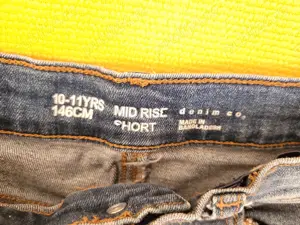 10-11YRS
146CM
MID RISE
SHORT
denim co.
MADE IN
BANGLADESH